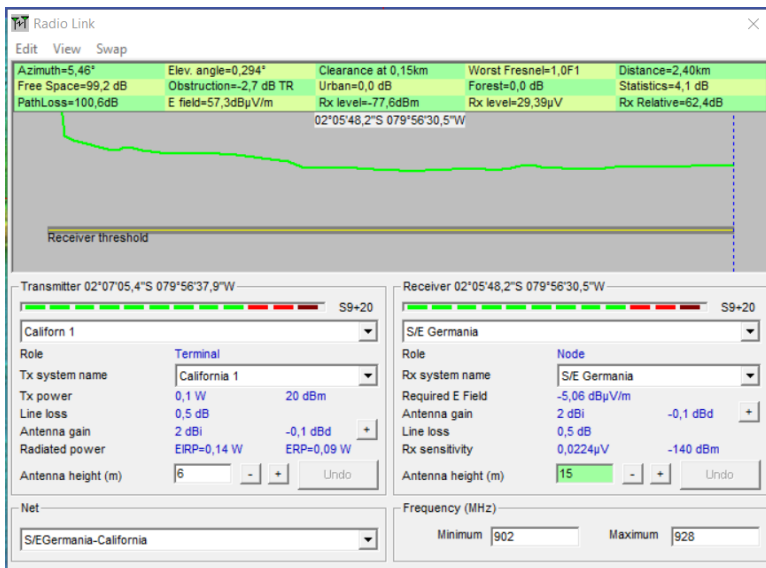 Radio Link
Edit View Swap
Azimuth=5,46° Elev. angle=0,294° Clearance at 0,15km Worst Fresnel=1,0F1 Distance=2,40km
Free Space=99,2 dB Obstruction=-2,7 dB TR Urban=0,0 dB Forest=0,0 dB Statistics=4,1 dB
PathLoss=100,6dB E field=57,3dBµV/m Rx level=-77,6dBm Rx level=29,39µV Rx Relative=62,4dB
02°05'48,2"S 079°56'30,5"W
Receiver threshold
Transmitter 02°07'05,4"S 079°56'37,9"W
S9+20
Californ 1
Role Terminal
Tx system name California 1
Tx power 0,1 W 20 dBm
Line loss 0,5 dB
Antenna gain 2 dBi -0,1 dBd +
Radiated power EIRP=0,14 W ERP=0,09 W
Antenna height (m) 6 - + Undo
Net
S/EGermania-California
Receiver 02°05'48,2"S 079°56'30,5"W
S9+20
S/E Germania
Role Node
Rx system name S/E Germania
Required E Field -5,06 dBµV/m
Antenna gain 2 dBi -0,1 dBd +
Line loss 0,5 dB
Rx sensitivity 0,0224µV -140 dBm
Antenna height (m) 15 - + Undo
Frequency (MHz)
Minimum 902 Maximum 928